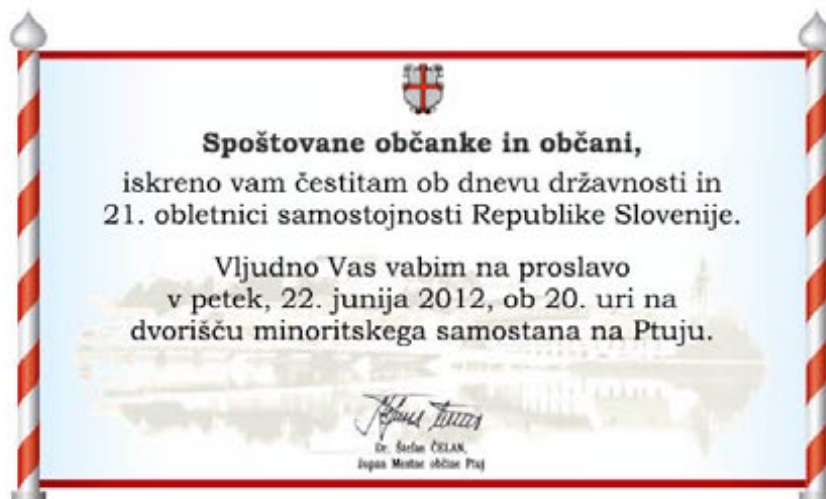 Spoštovane občanke in občani,
iskreno vam čestitam ob dnevu državnosti in
21. obletnici samostojnosti Republike Slovenije.
Vljudno Vas vabim na proslavo
v petek, 22. junija 2012, ob 20. uri na
dvorišču minoritskega samostana na Ptuju.
Dr. Štefan ČELAN,
župan Mestne občine Ptuj